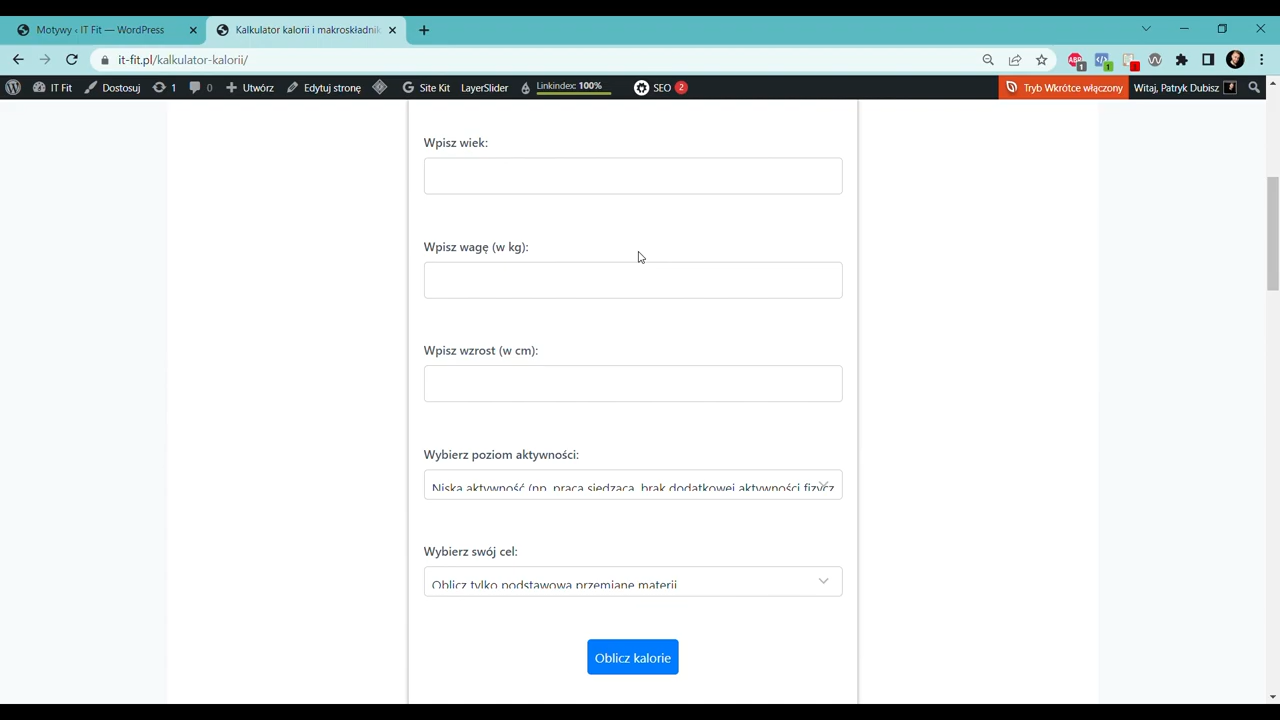 Motywy ‹ IT Fit — WordPress
Kalkulator kalorii i makroskładnik
it-fit.pl/kalkulator-kalorii/
ABP
1
1
IT Fit
Dostosuj
1
0
Utwórz
Edytuj stronę
Site Kit
LayerSlider
Linkindex: 100%
SEO
2
Tryb Wkrótce włączony
Witaj, Patryk Dubisz
Wpisz wiek:
Wpisz wagę (w kg):
Wpisz wzrost (w cm):
Wybierz poziom aktywności:
Niska aktywność (np. praca siedząca, brak dodatkowej aktywności fizycz
Wybierz swój cel:
Oblicz tylko podstawową przemianę materii
Oblicz kalorie